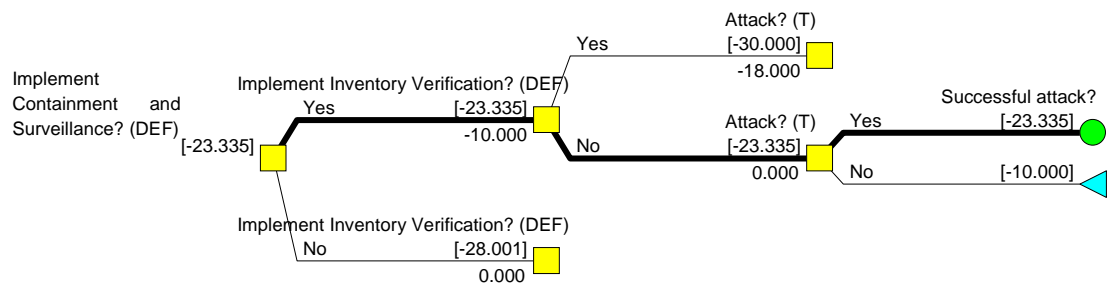 Implement
Containment and
Surveillance? (DEF)
[-23.335]
Implement Inventory Verification? (DEF)
Yes
[-23.335]
-10.000
Attack? (T)
Yes
[-30.000]
-18.000
Attack? (T)
No
[-23.335]
0.000
Successful attack?
Yes
[-23.335]
No
[-10.000]
Implement Inventory Verification? (DEF)
No
[-28.001]
0.000